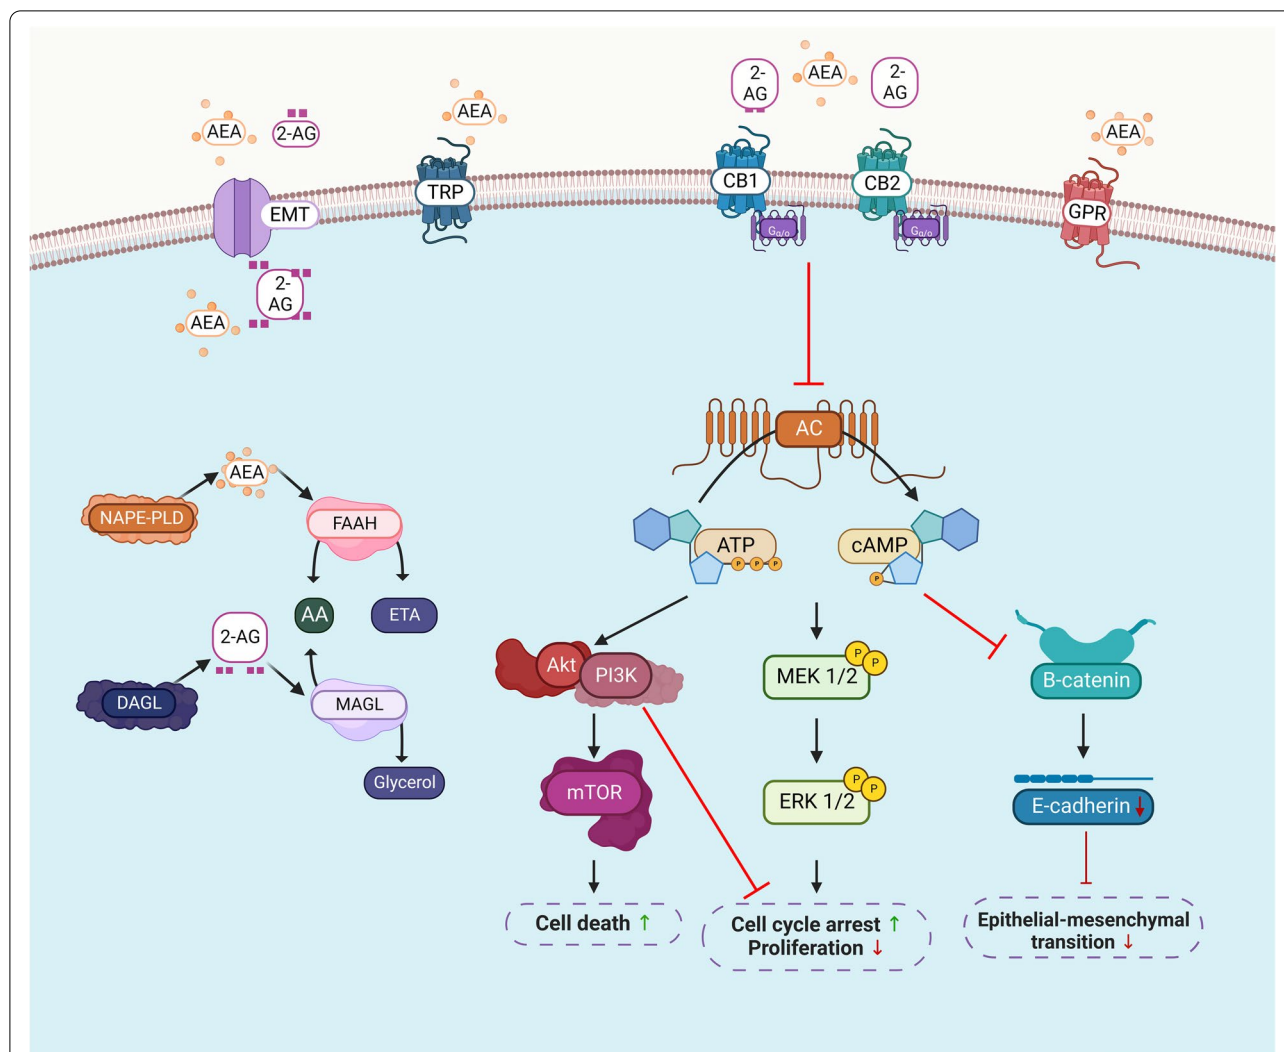 2-
AG
AEA
2-
AG
AEA
2-AG
AEA
AEA
EMT
TRP
CB1
CB2
GPR
Gα/o
Gα/o
2-
AG
AEA
AC
AEA
NAPE-PLD
FAAH
ATP
P P P
cAMP
P
AA
ETA
2-AG
DAGL
MAGL
Glycerol
Akt
PI3K
MEK 1/2
P P
B-catenin
mTOR
ERK 1/2
P P
E-cadherin ↓
Cell death ↑
Cell cycle arrest ↑
Proliferation ↓
Epithelial-mesenchymal
transition ↓